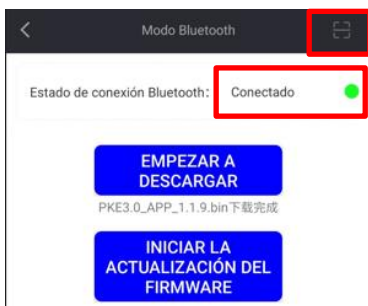 Modo Bluetooth
Estado de conexión Bluetooth: Conectado
EMPEZAR A
DESCARGAR
PKE3.0_APP_1.1.9.bin下载完成
INICIAR LA
ACTUALIZACIÓN DEL
FIRMWARE